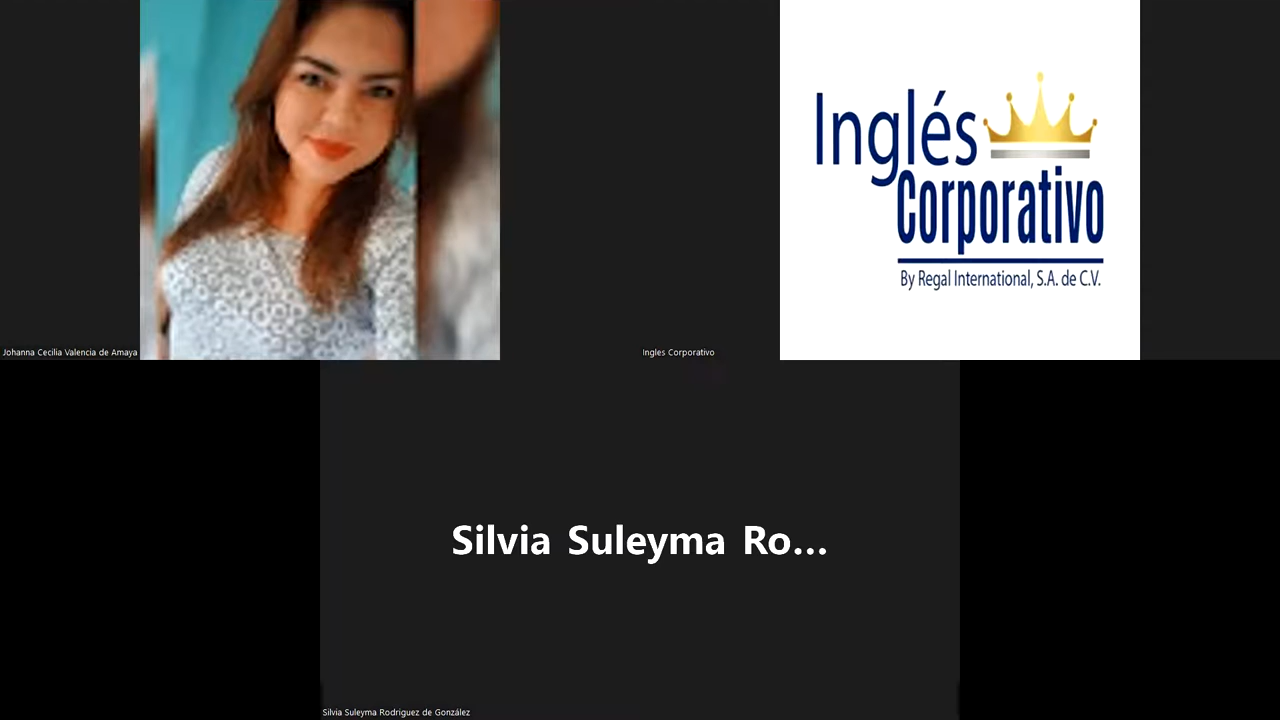 Inglés
Corporativo
By Regal International, S.A. de C.V.
Johanna Cecilia Valencia de Amaya
Ingles Corporativo
Silvia Suleyma Ro...
Silvia Suleyma Rodriguez de González